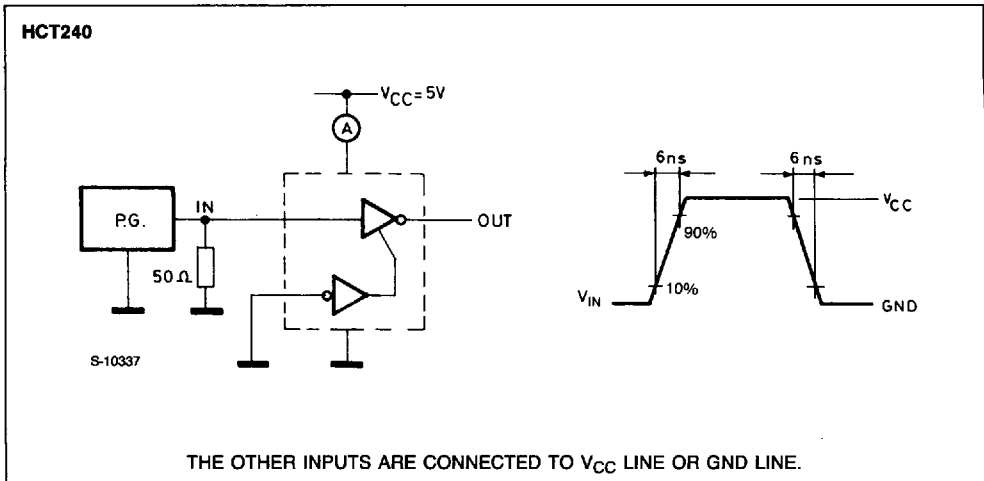 HCT240
V_CC=5V
A
P.G.
IN
OUT
50Ω
S-10337
6ns
6ns
V_CC
90%
10%
V_IN
GND
THE OTHER INPUTS ARE CONNECTED TO V_CC LINE OR GND LINE.